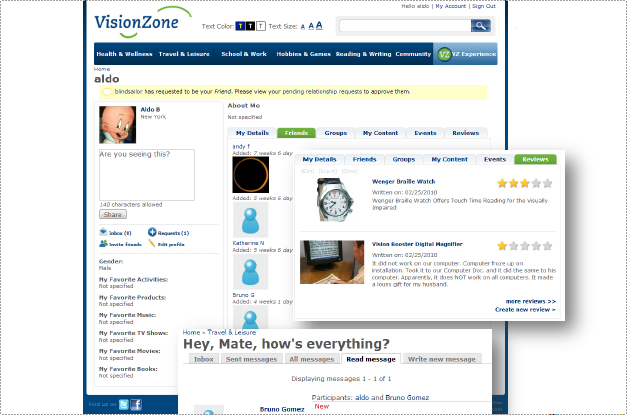 Hello aldo | My Account | Sign Out
VisionZone
Text Color: T T T Text Size: A A A
Health & Wellness Travel & Leisure School & Work Hobbies & Games Reading & Writing Community VZ VZ Experience
Home
aldo
blindsailor has requested to be your Friend. Please view your pending relationship requests to approve them.
Aldo B
New York
Are you seeing this?
140 characters allowed
Share
Inbox (8) Requests (1)
Invite friends Edit profile
Gender:
Male
My Favorite Activities:
Not specified
My Favorite Products:
Not specified
My Favorite Music:
Not specified
My Favorite TV Shows:
Not specified
My Favorite Movies:
Not specified
My Favorite Books:
Not specified
About Me
Not specified
My Details Friends Groups My Content Events Reviews
andy f
Added: 7 weeks 6 day
Added: 5 weeks 6 day
Katharina N
Added: 5 weeks 6 day
Bruno G
Added: 4 weeks 1 day
My Details Friends Groups My Content Events Reviews
Wenger Braille Watch
Written on: 02/25/2010
Wenger Braille Watch Offers Touch Time Reading for the Visually
Impaired
Vision Booster Digital Magnifier
Written on: 02/25/2010
It did not work on our computer. Computer froze up on
installation. Took it to our Computer Doc. and it did the same to his
computer. Apparently, it does NOT work on all computers. It made
a louss gift for my husband.
more reviews >>
Create new review »
Home » Travel & Leisure
Hey, Mate, how's everything?
Inbox Sent messages All messages Read message Write new message
Displaying messages 1 - 1 of 1
Participants: aldo and Bruno Gomez
Bruno Gomez New
Find us on